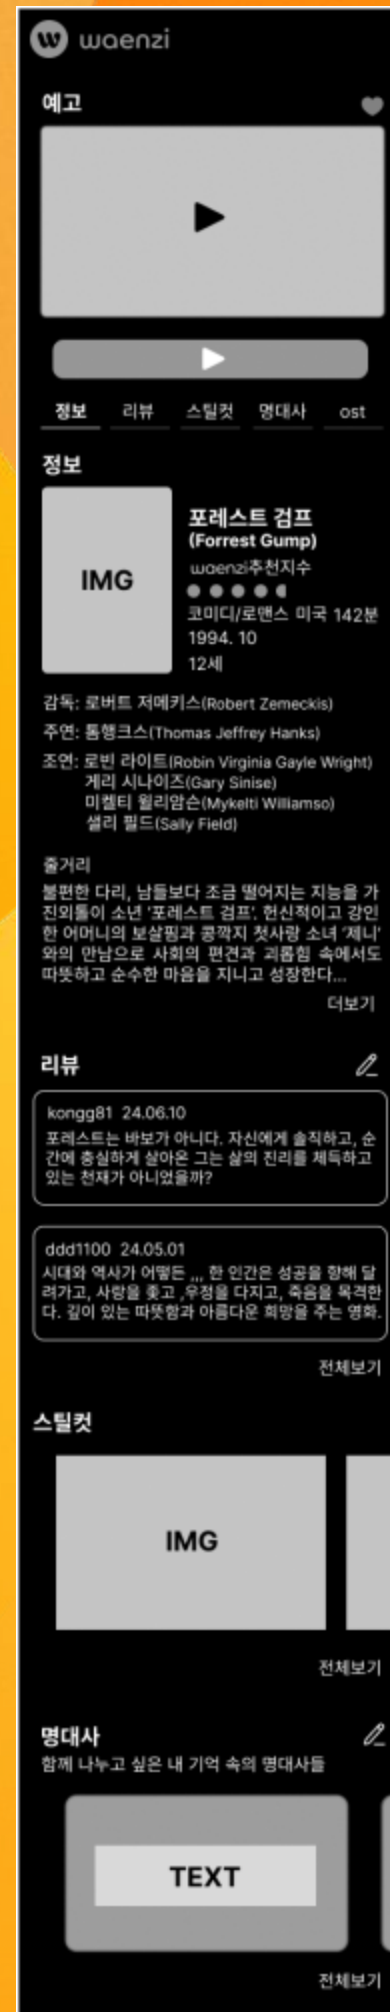 waenzi
예고
정보 리뷰 스틸컷 명대사 ost
정보
IMG
포레스트 검프
(Forrest Gump)
waenzi추천지수
코미디/로맨스 미국 142분
1994. 10
12세
감독: 로버트 저메키스(Robert Zemeckis)
주연: 톰행크스(Thomas Jeffrey Hanks)
조연: 로빈 라이트(Robin Virginia Gayle Wright)
게리 시나이즈(Gary Sinise)
미켈티 윌리암슨(Mykelti Williamso)
샐리 필드(Sally Field)
줄거리
불편한 다리, 남들보다 조금 떨어지는 지능을 가
진외톨이 소년 '포레스트 검프'. 헌신적이고 강인
한 어머니의 보살핌과 콩깍지 첫사랑 소녀 '제니'
와의 만남으로 사회의 편견과 괴롭힘 속에서도
따뜻하고 순수한 마음을 지니고 성장한다...
더보기
리뷰
kongg81 24.06.10
포레스트는 바보가 아니다. 자신에게 솔직하고, 순
간에 충실하게 살아온 그는 삶의 진리를 체득하고
있는 천재가 아니었을까?
ddd1100 24.05.01
시대와 역사가 어떻든 ,,, 한 인간은 성공을 향해 달
려가고, 사랑을 좇고 ,우정을 다지고, 죽음을 목격한
다. 깊이 있는 따뜻함과 아름다운 희망을 주는 영화.
전체보기
스틸컷
IMG
전체보기
명대사
함께 나누고 싶은 내 기억 속의 명대사들
TEXT
전체보기